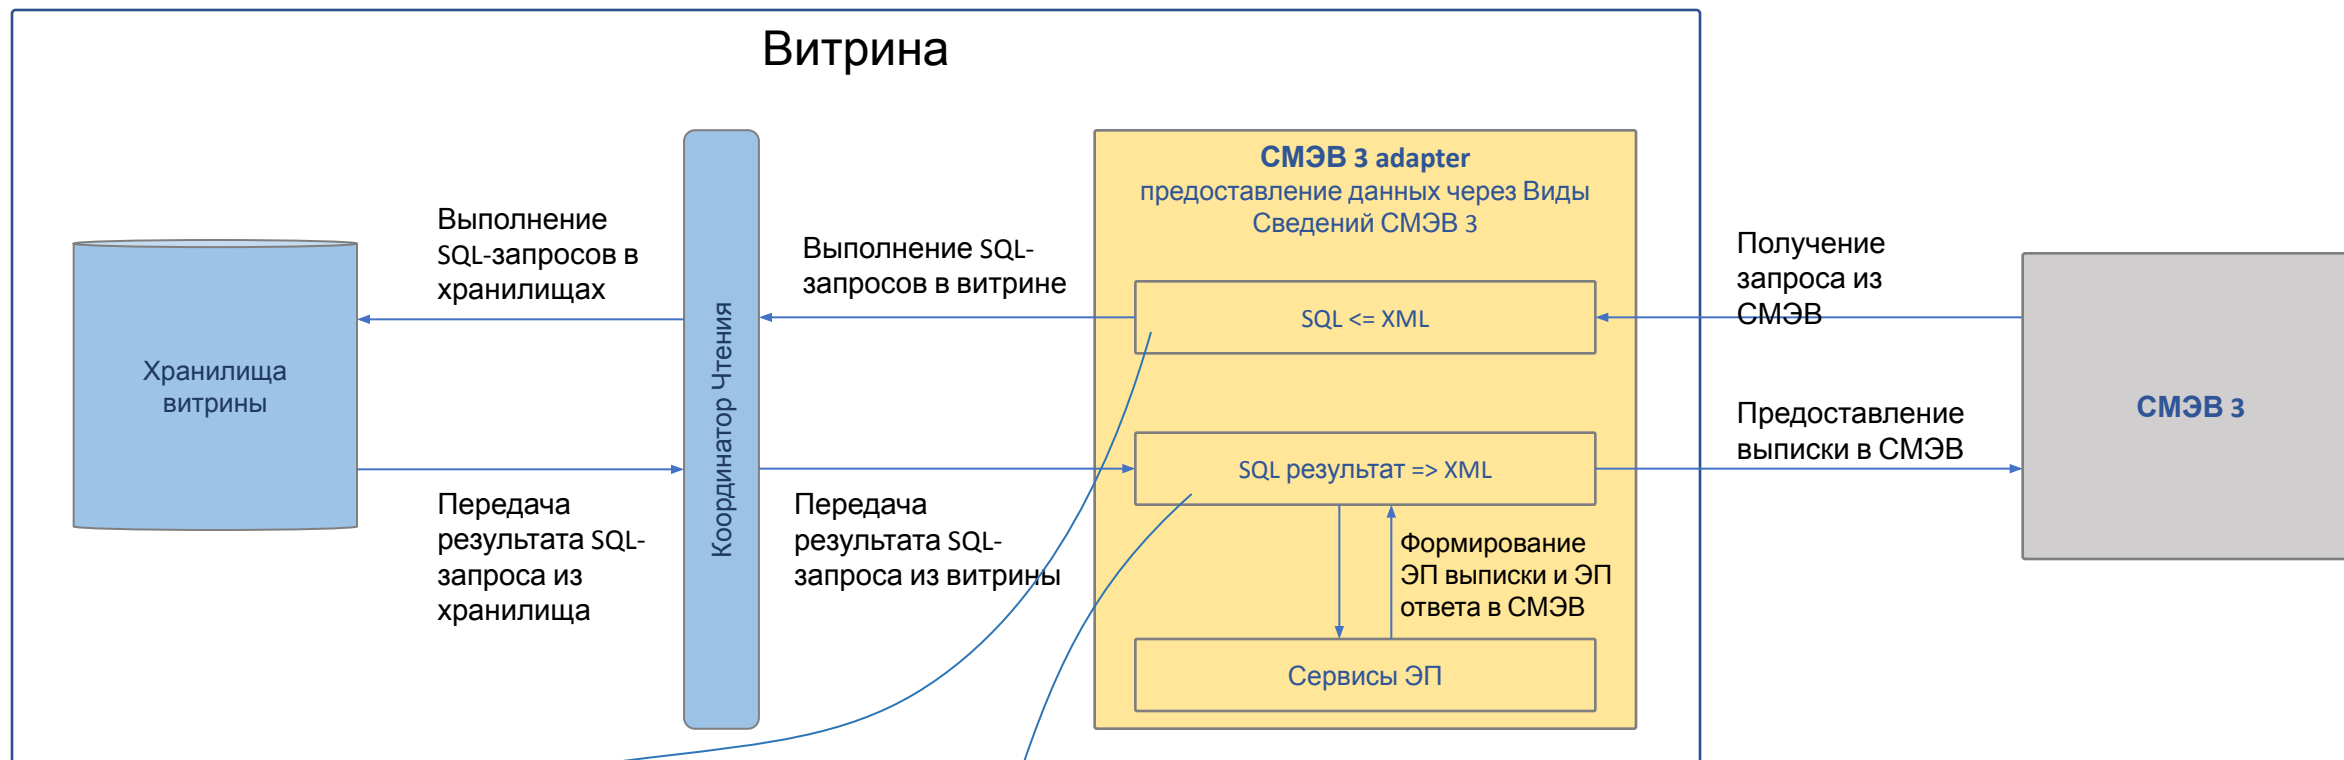 Витрина
СМЭВ 3 adapter
предоставление данных через Виды
Сведений СМЭВ 3
Выполнение
SQL-запросов в
хранилищах
Выполнение SQL-
запросов в витрине
Получение
запроса из
СМЭВ
SQL <= XML
Хранилища
витрины
Координатор Чтения
СМЭВ 3
Предоставление
выписки в СМЭВ
SQL результат => XML
Передача
результата SQL-
запроса из
хранилища
Передача
результата SQL-
запроса из витрины
Формирование
ЭП выписки и ЭП
ответа в СМЭВ
Сервисы ЭП